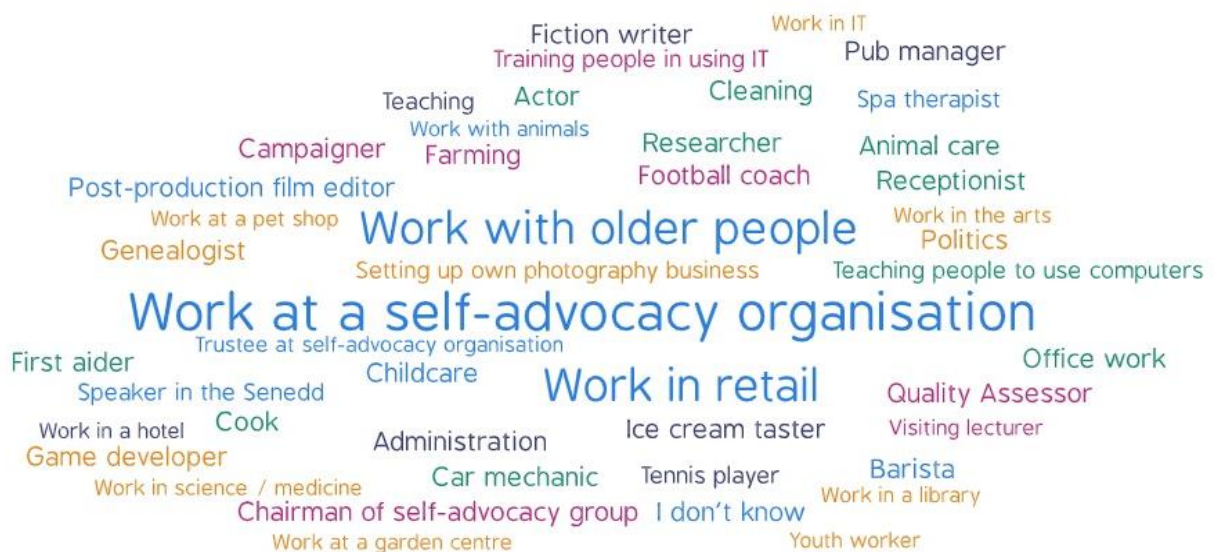 Work in IT
Fiction writer
Pub manager
Training people in using IT
Cleaning
Actor
Teaching
Spa therapist
Work with animals
Researcher
Animal care
Campaigner
Farming
Football coach
Receptionist
Post-production film editor
Work at a pet shop
Work with older people
Work in the arts
Politics
Genealogist
Setting up own photography business
Teaching people to use computers
Work at a self-advocacy organisation
Trustee at self-advocacy organisation
First aider
Office work
Childcare
Work in retail
Speaker in the Senedd
Quality Assessor
Cook
Work in a hotel
Ice cream taster
Visiting lecturer
Administration
Game developer
Car mechanic
Tennis player
Barista
Work in science / medicine
Work in a library
Chairman of self-advocacy group
I don't know
Work at a garden centre
Youth worker